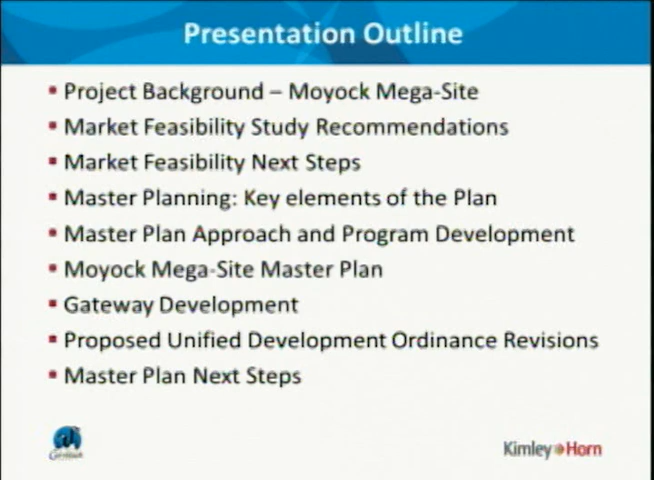 Presentation Outline
Project Background – Moyock Mega-Site
Market Feasibility Study Recommendations
Market Feasibility Next Steps
Master Planning: Key elements of the Plan
Master Plan Approach and Program Development
Moyock Mega-Site Master Plan
Gateway Development
Proposed Unified Development Ordinance Revisions
Master Plan Next Steps
Kimley Horn